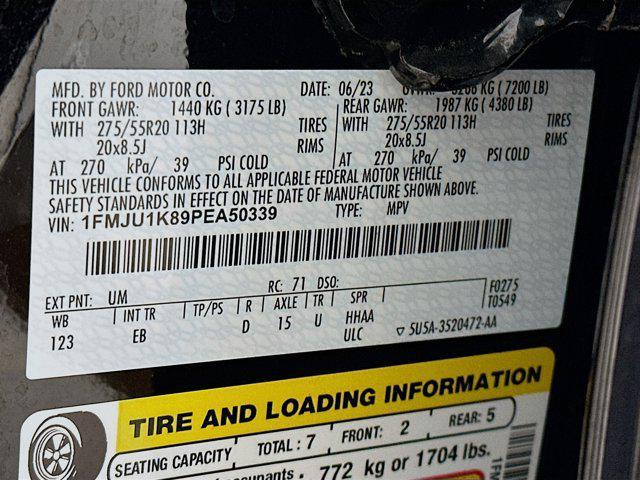 MFD. BY FORD MOTOR CO. DATE: 06/23 KG (7200 LB)
FRONT GAWR: 1440 KG (3175 LB) REAR GAWR: 1987 KG (4380 LB)
WITH 275/55R20 113H TIRES WITH 275/55R20 113H TIRES
20x8.5J RIMS 20x8.5J RIMS
AT 270 kPa/ 39 PSI COLD AT 270 kPa/ 39 PSI COLD
THIS VEHICLE CONFORMS TO ALL APPLICABLE FEDERAL MOTOR VEHICLE
SAFETY STANDARDS IN EFFECT ON THE DATE OF MANUFACTURE SHOWN ABOVE.
VIN: 1FMJU1K89PEA50339 TYPE: MPV
EXT PNT: UM RC: 71 DSO: F0275
T0549
WB INT TR TP/PS R AXLE TR SPR
123 EB D 15 U HHAA
ULC ▽ 5U5A-3520472-AA
TIRE AND LOADING INFORMATION
SEATING CAPACITY TOTAL: 7 FRONT: 2 REAR: 5
772 kg or 1704 lbs.